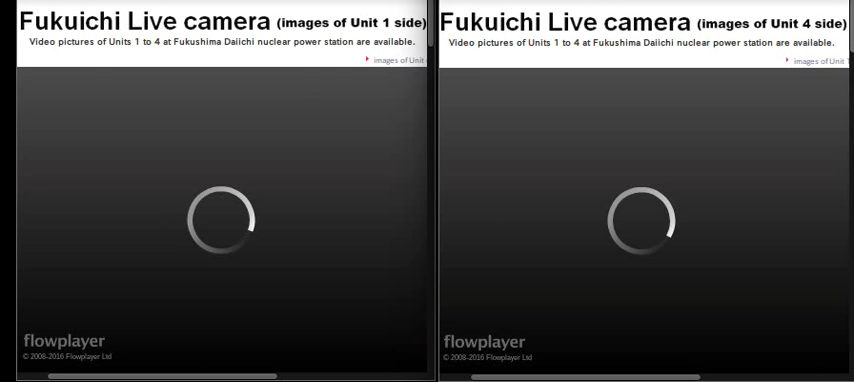 Fukuichi Live camera (images of Unit 1 side)
Video pictures of Units 1 to 4 at Fukushima Daiichi nuclear power station are available.
images of Unit
flowplayer
© 2008-2016 Flowplayer Ltd
Fukuichi Live camera (images of Unit 4 side)
Video pictures of Units 1 to 4 at Fukushima Daiichi nuclear power station are available.
images of Unit 1
flowplayer
© 2008-2016 Flowplayer Ltd